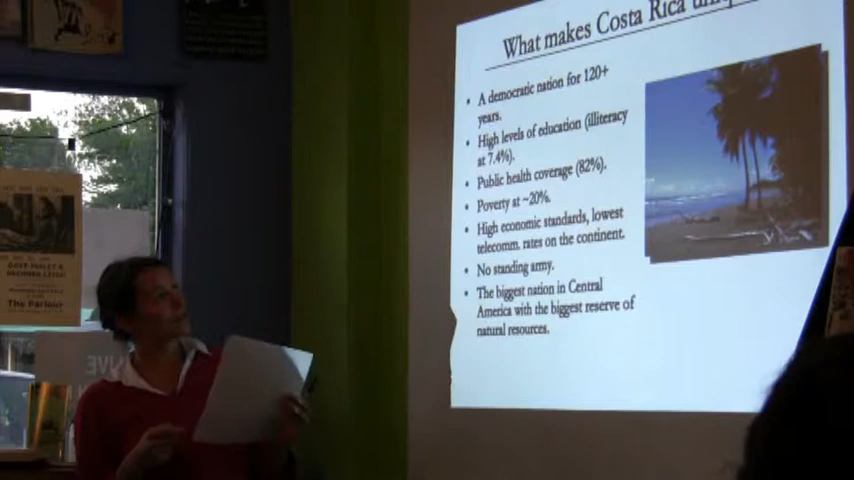 What makes Costa Rica
• A democratic nation for 120+
years.
• High levels of education (illiteracy
at 7.4%).
• Public health coverage (82%).
• Poverty at ~20%.
• High economic standards, lowest
telecomm. rates on the continent.
• No standing army.
• The biggest nation in Central
America with the biggest reserve of
natural resources.
The Parlour